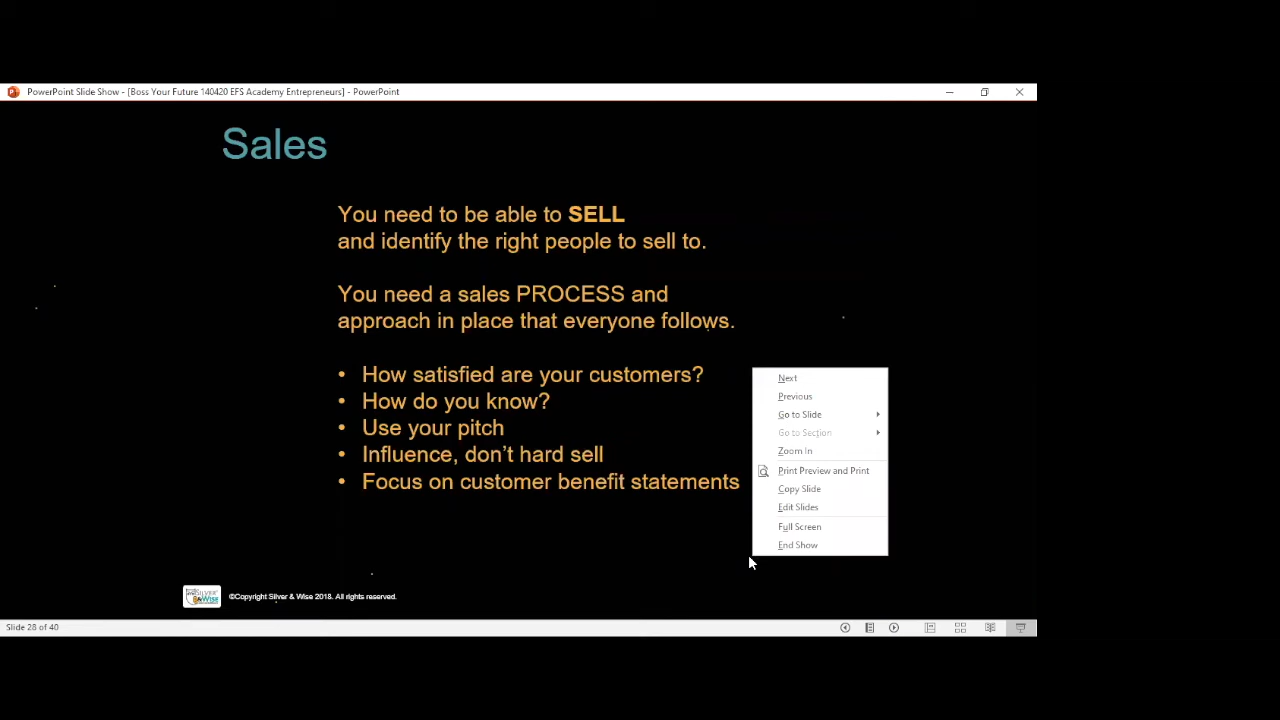 PowerPoint Slide Show - [Boss Your Future 140420 EFS Academy Entrepreneurs] - PowerPoint
Sales
You need to be able to SELL
and identify the right people to sell to.
You need a sales PROCESS and
approach in place that everyone follows.
• How satisfied are your customers?
• How do you know?
• Use your pitch
• Influence, don’t hard sell
• Focus on customer benefit statements
Next
Previous
Go to Slide
Go to Section
Zoom In
Print Preview and Print
Copy Slide
Edit Slides
Full Screen
End Show
SILVER
& WISE
©Copyright Silver & Wise 2018. All rights reserved.
Slide 28 of 40